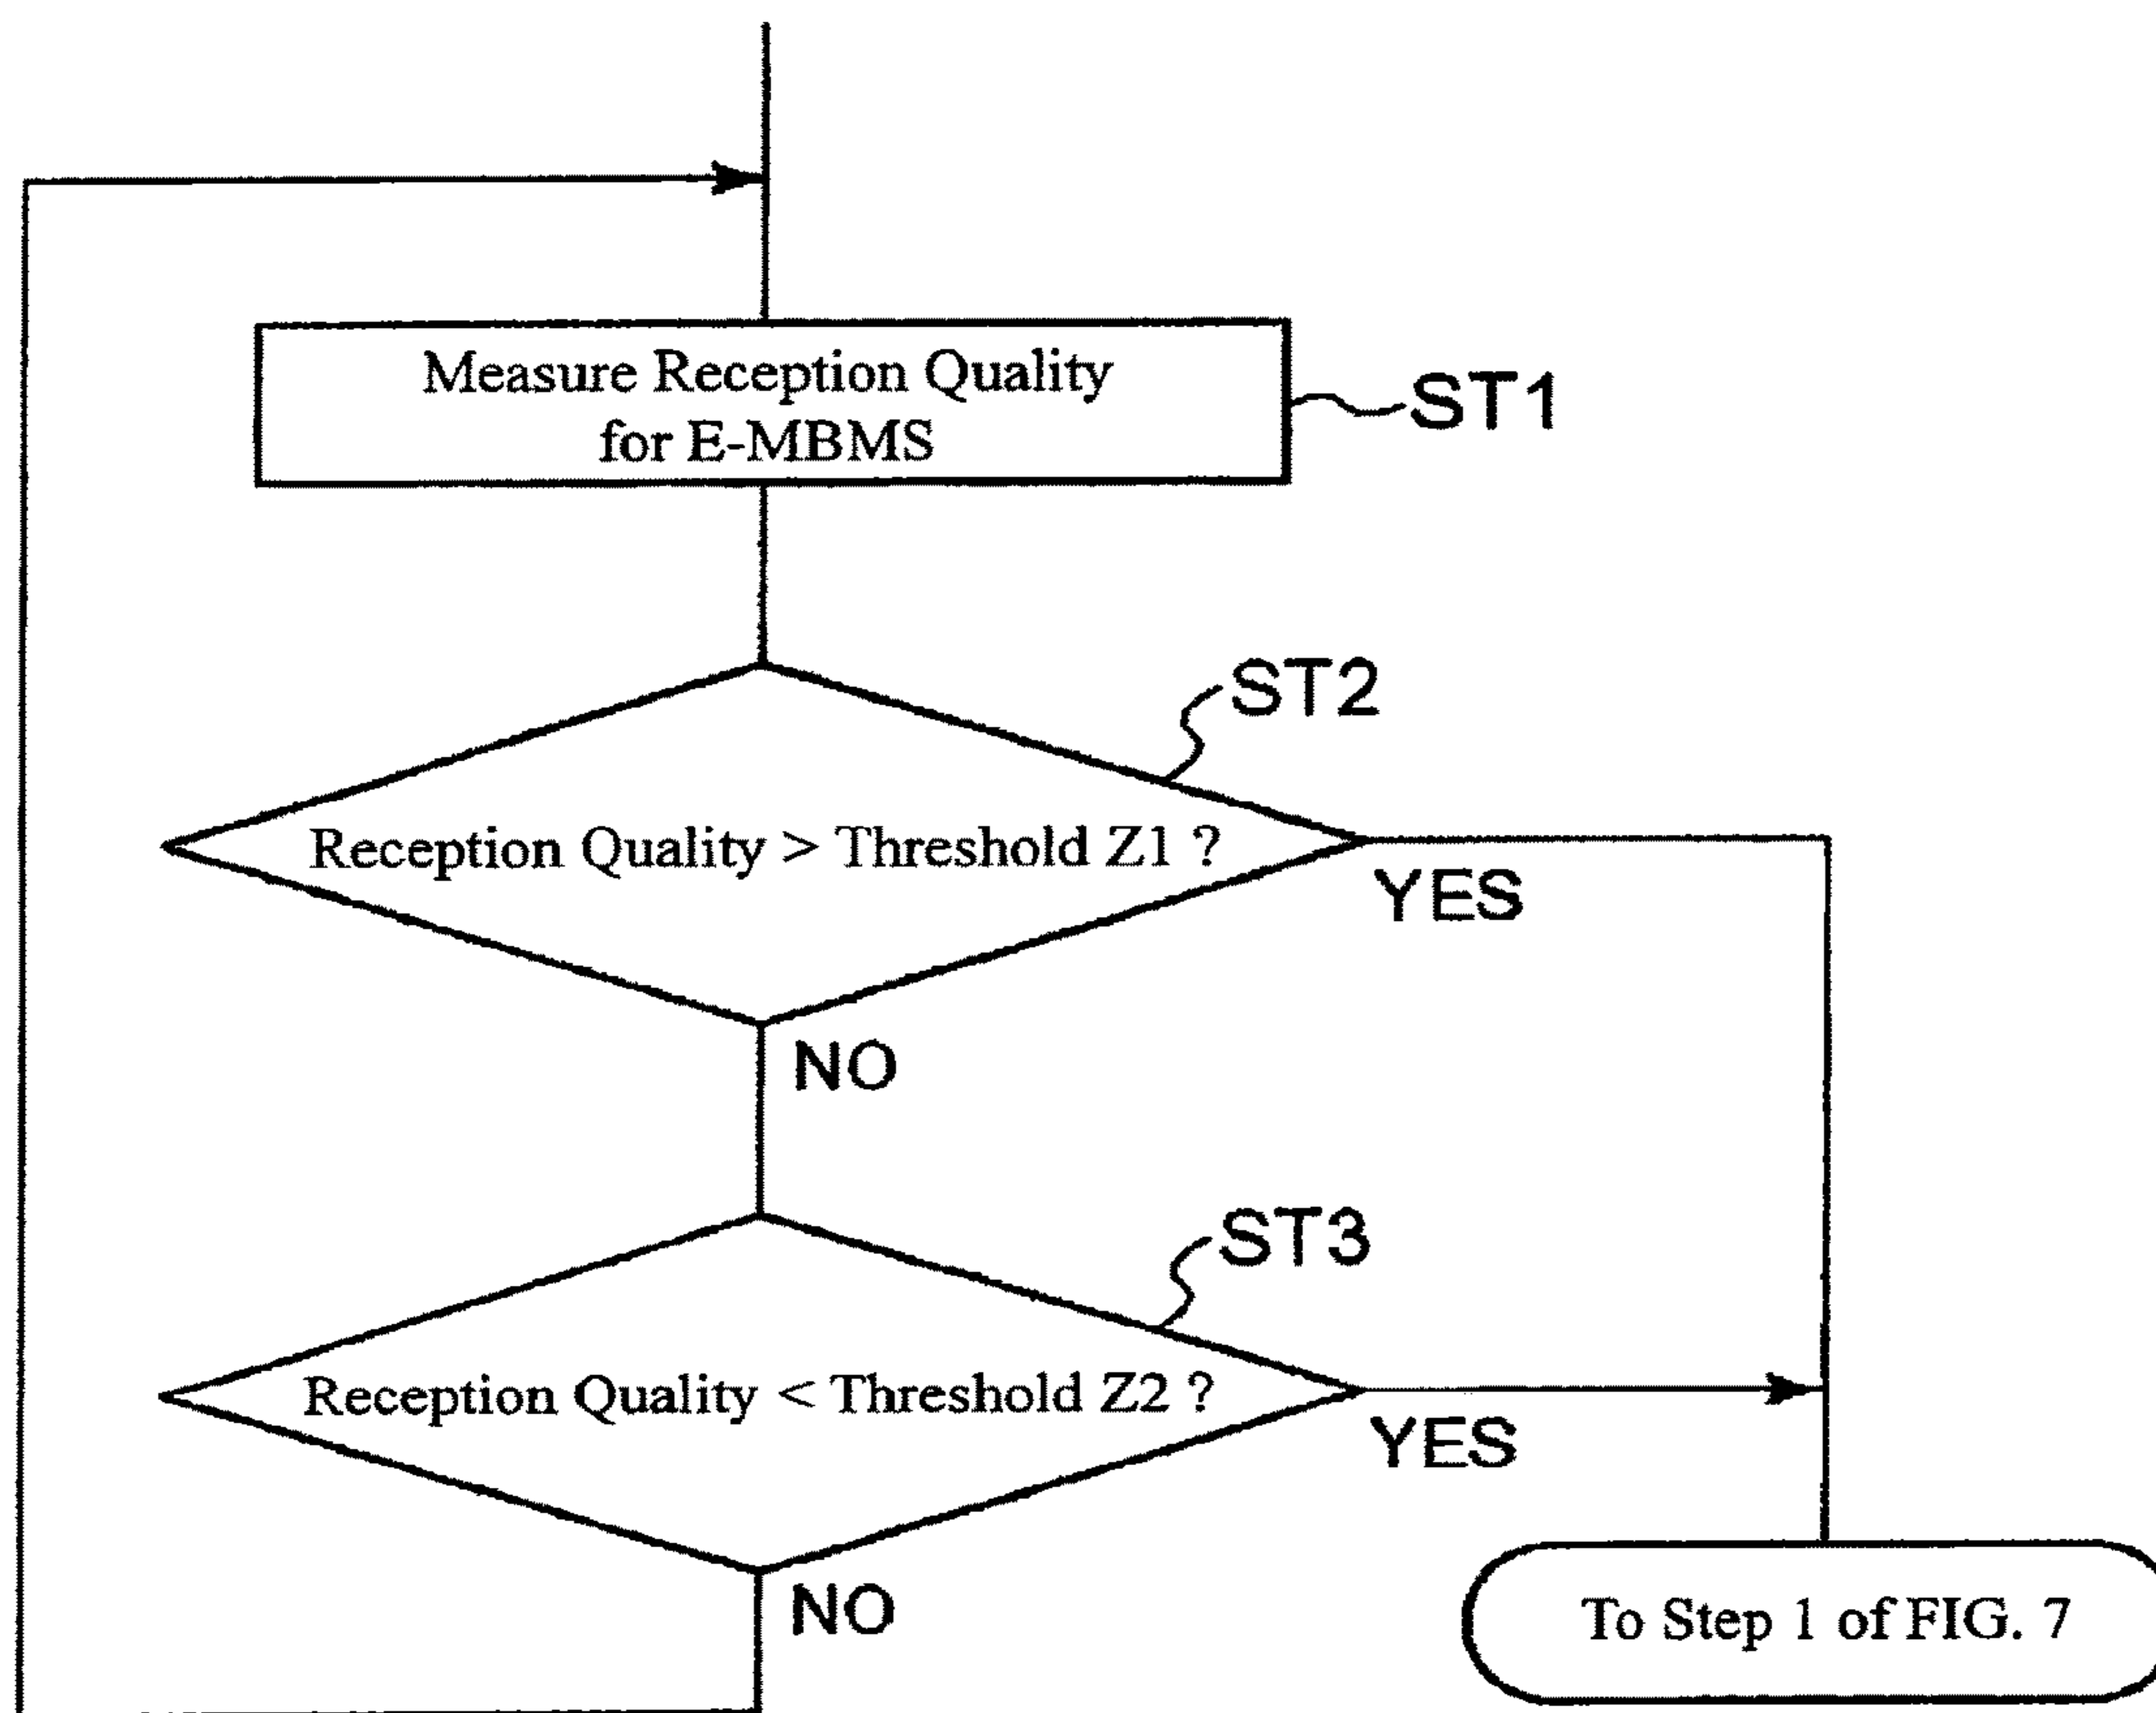 Measure Reception Quality
for E-MBMS
ST1
ST2
Reception Quality > Threshold Z1 ?
YES
NO
ST3
Reception Quality < Threshold Z2 ?
YES
NO
To Step 1 of FIG. 7